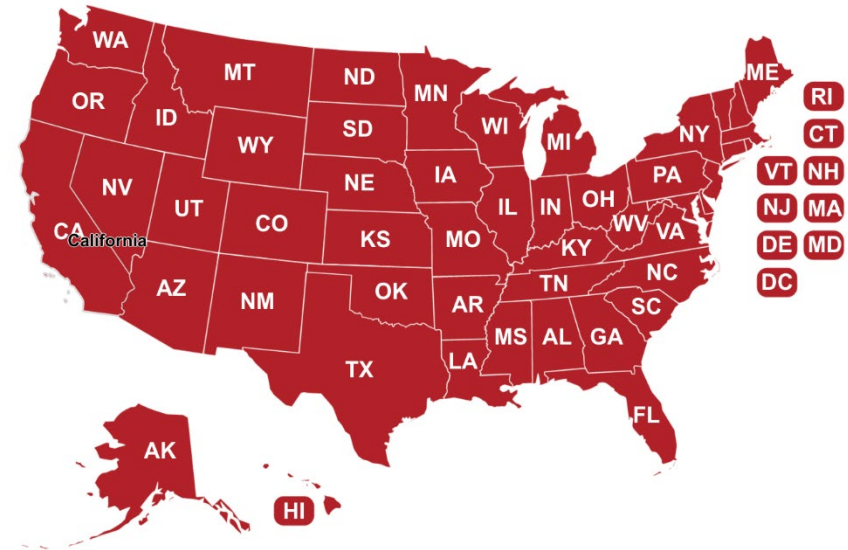 WA
MT
ND
MN
ME
OR
ID
SD
WI
MI
NY
RI
WY
CT
NV
UT
NE
IA
PA
VT NH
CO
IL
IN
OH
WV
VA
NJ MA
CA
California
KS
MO
KY
DE MD
AZ
NM
OK
AR
TN
NC
DC
SC
TX
LA
MS
AL
GA
FL
AK
HI